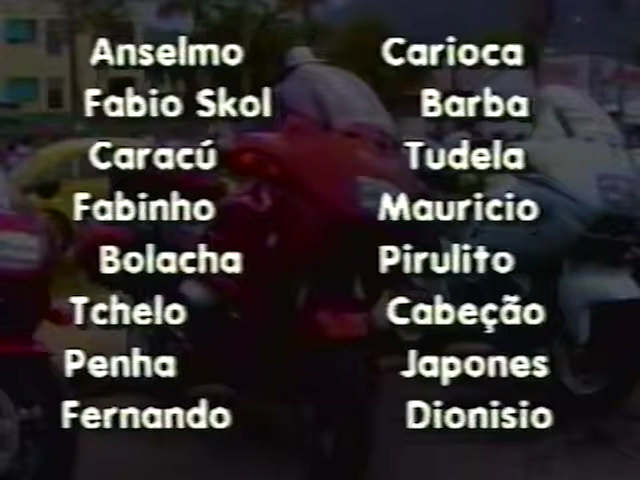 Anselmo
Fabio Skol
Caracú
Fabinho
Bolacha
Tchelo
Penha
Fernando
Carioca
Barba
Tudela
Mauricio
Pirulito
Cabeção
Japones
Dionisio